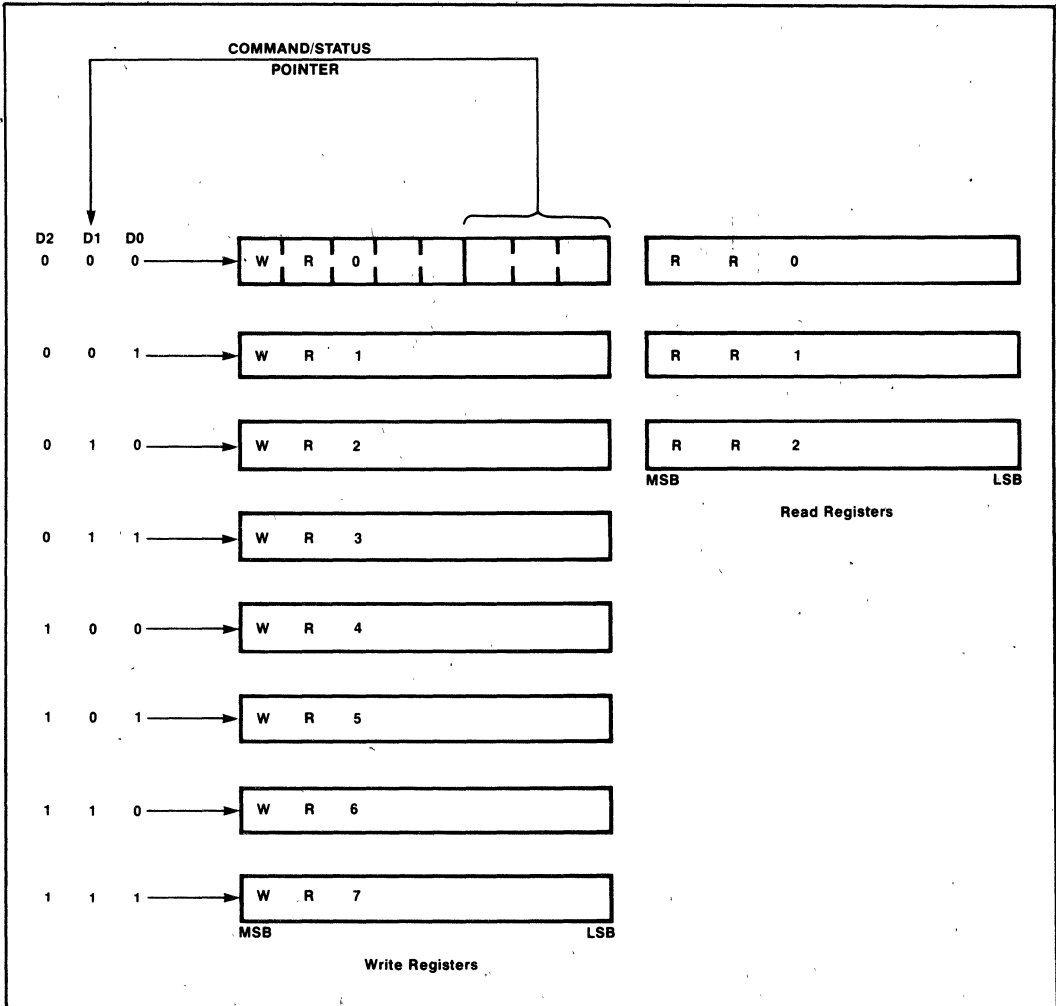 COMMAND/STATUS
POINTER
D2 D1 D0
0 0 0 W R 0 R R 0
0 0 1 W R 1 R R 1
0 1 0 W R 2 R R 2
MSB LSB
Read Registers
0 1 1 W R 3
1 0 0 W R 4
1 0 1 W R 5
1 1 0 W R 6
1 1 1 W R 7
MSB LSB
Write Registers